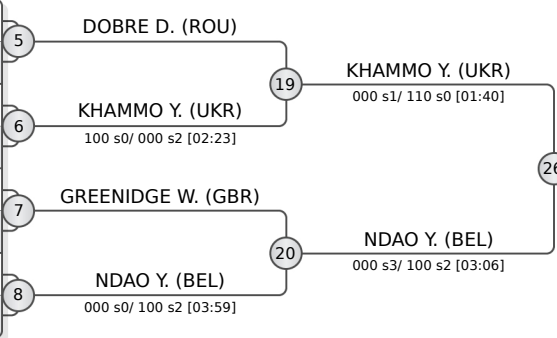 5
DOBRE D. (ROU)
19
KHAMMO Y. (UKR)
000 s1/ 110 s0 [01:40]
6
KHAMMO Y. (UKR)
100 s0/ 000 s2 [02:23]
26
7
GREENIDGE W. (GBR)
20
NDAO Y. (BEL)
000 s3/ 100 s2 [03:06]
8
NDAO Y. (BEL)
000 s0/ 100 s2 [03:59]